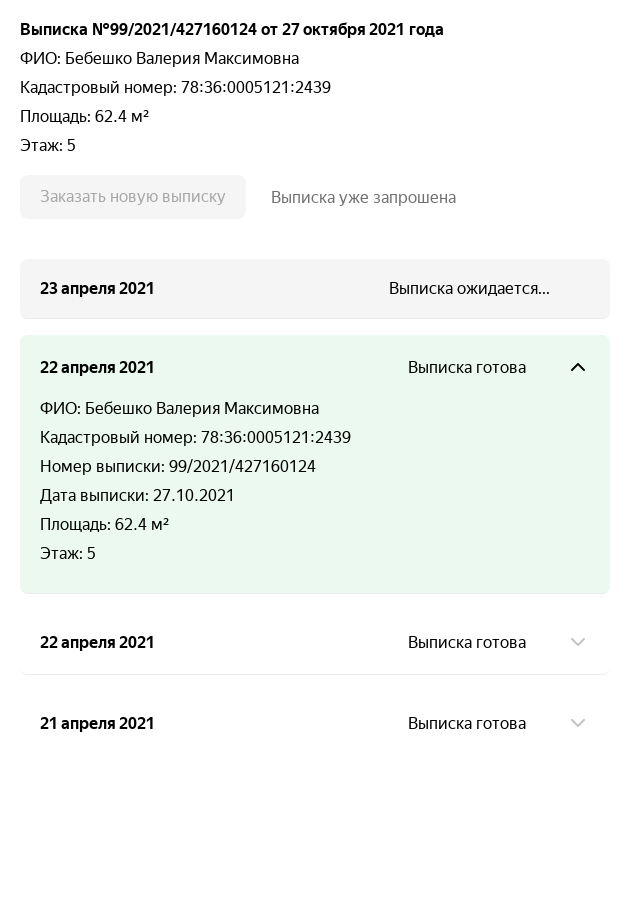 Выписка №99/2021/427160124 от 27 октября 2021 года
ФИО: Бебешко Валерия Максимовна
Кадастровый номер: 78:36:0005121:2439
Площадь: 62.4 м²
Этаж: 5
Заказать новую выписку Выписка уже запрошена
23 апреля 2021 Выписка ожидается...
22 апреля 2021 Выписка готова
ФИО: Бебешко Валерия Максимовна
Кадастровый номер: 78:36:0005121:2439
Номер выписки: 99/2021/427160124
Дата выписки: 27.10.2021
Площадь: 62.4 м²
Этаж: 5
22 апреля 2021 Выписка готова
21 апреля 2021 Выписка готова